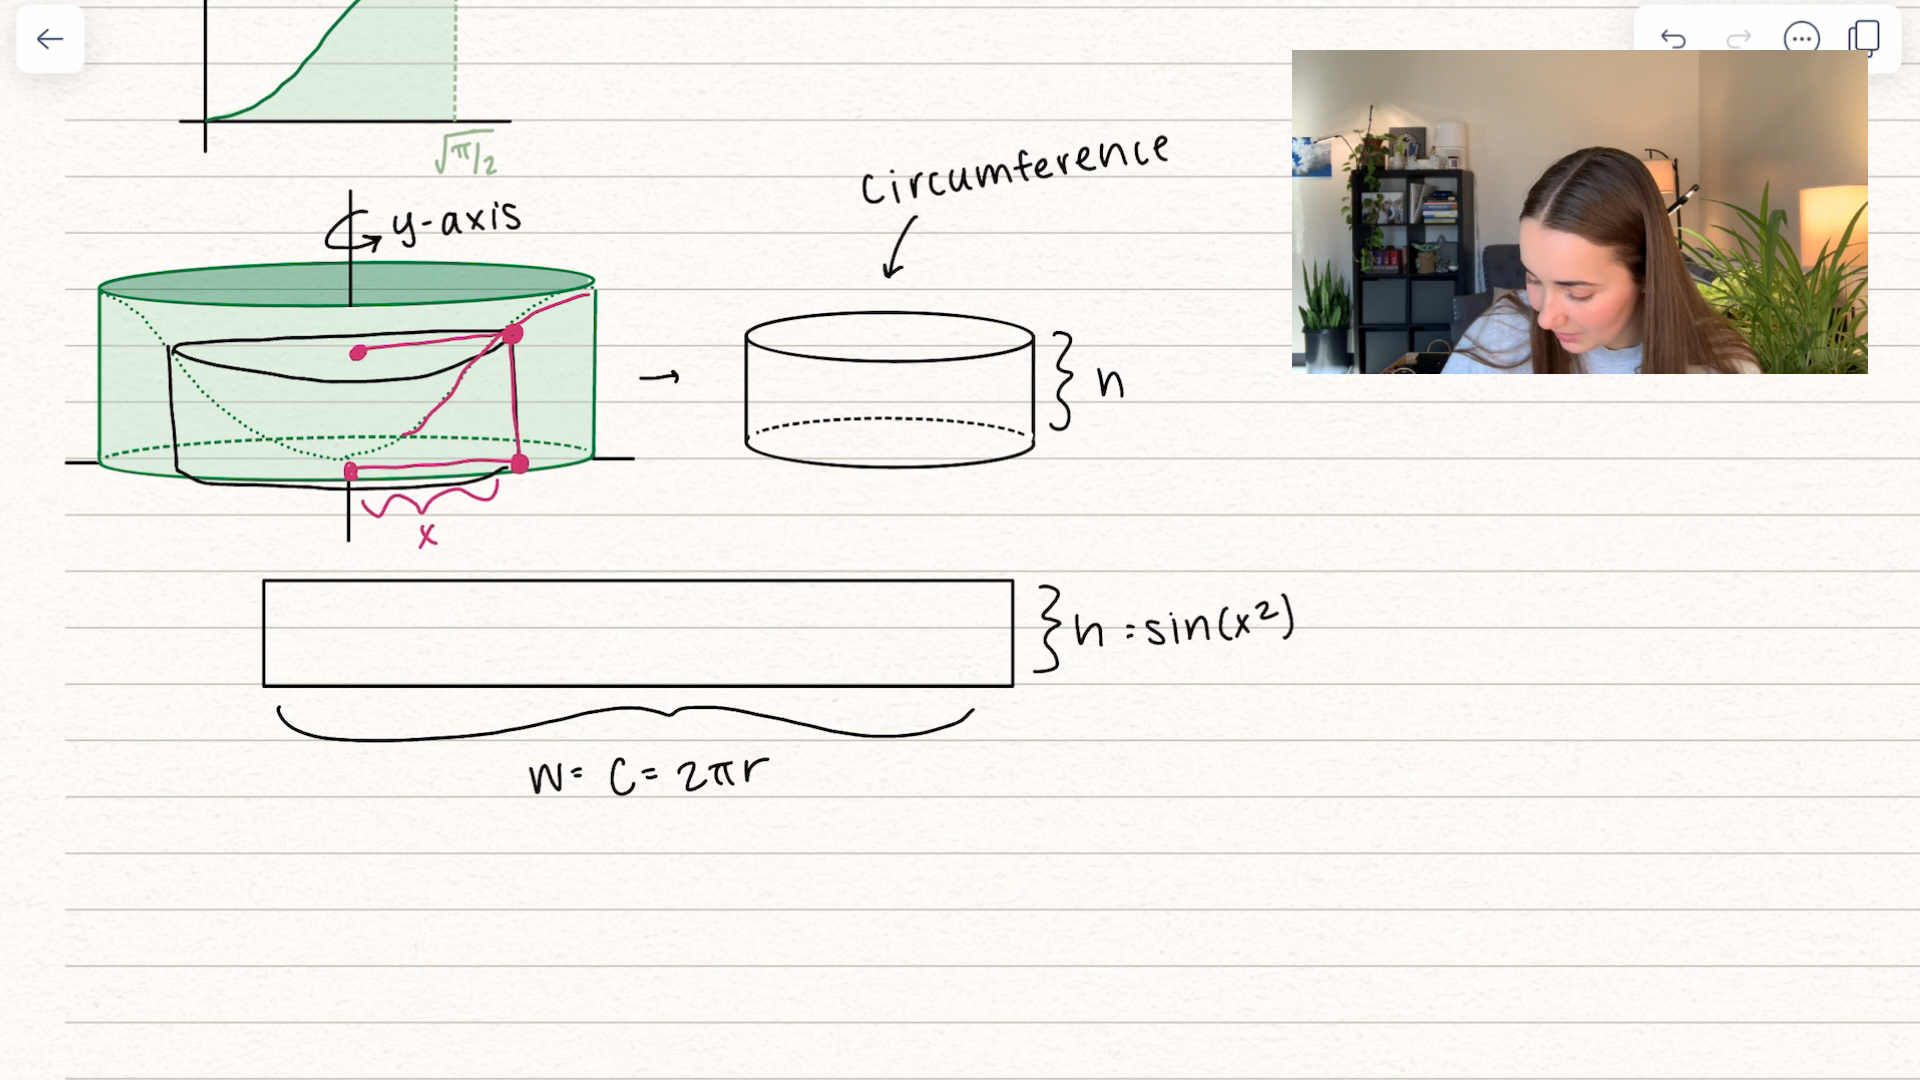 √π/2
y-axis
circumference
h
x
h = sin(x²)
W = C = 2πr